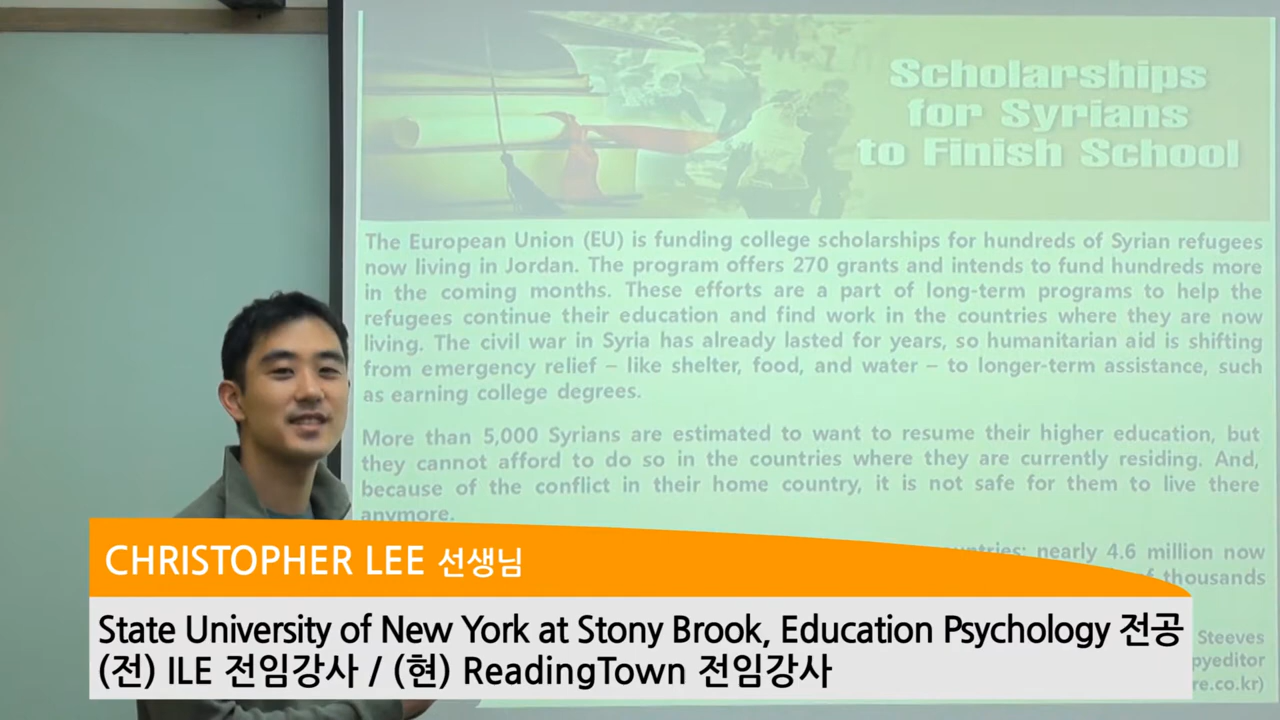 Scholarships
for Syrians
to Finish School
The European Union (EU) is funding college scholarships for hundreds of Syrian refugees
now living in Jordan. The program offers 270 grants and intends to fund hundreds more
in the coming months. These efforts are a part of long-term programs to help the
refugees continue their education and find work in the countries where they are now
living. The civil war in Syria has already lasted for years, so humanitarian aid is shifting
from emergency relief – like shelter, food, and water – to longer-term assistance, such
as earning college degrees.
More than 5,000 Syrians are estimated to want to resume their higher education, but
they cannot afford to do so in the countries where they are currently residing. And,
because of the conflict in their home country, it is not safe for them to live there
anymore.
nearly 4.6 million now
thousands
Steeves
re.co.kr)
CHRISTOPHER LEE 선생님
State University of New York at Stony Brook, Education Psychology 전공
(전) ILE 전임강사 / (현) ReadingTown 전임강사